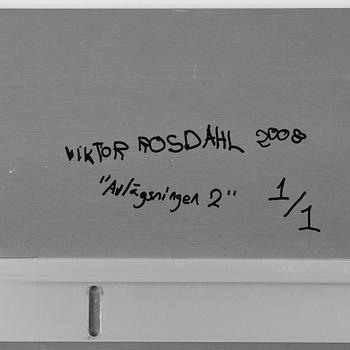 VIKTOR ROSDAHL 2008
"Avlägsningen 2" 1/1